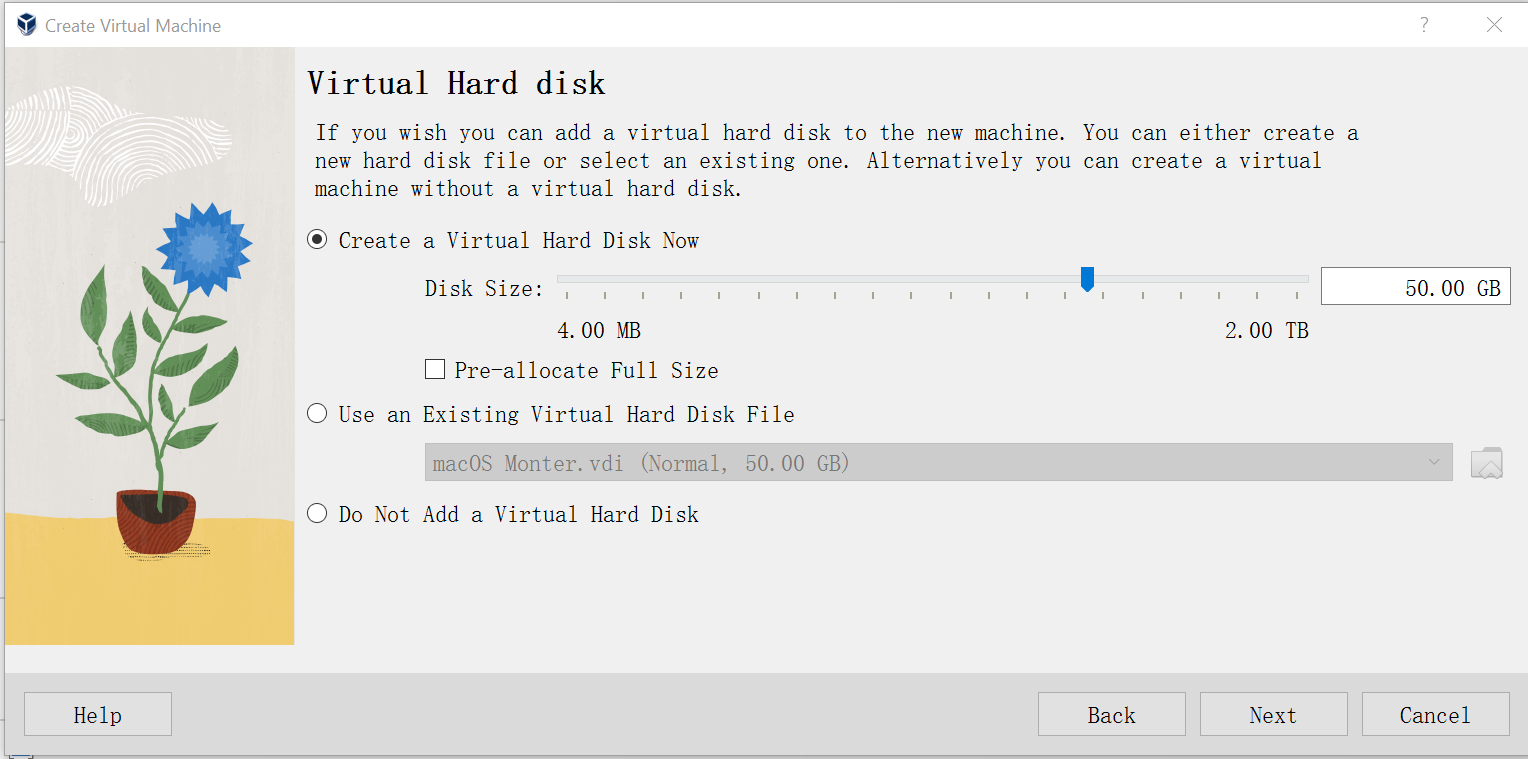 Create Virtual Machine
?
Virtual Hard disk
If you wish you can add a virtual hard disk to the new machine. You can either create a
new hard disk file or select an existing one. Alternatively you can create a virtual
machine without a virtual hard disk.
Create a Virtual Hard Disk Now
Disk Size:
50.00 GB
4.00 MB
2.00 TB
Pre-allocate Full Size
Use an Existing Virtual Hard Disk File
macOS Monter.vdi (Normal, 50.00 GB)
Do Not Add a Virtual Hard Disk
Help
Back
Next
Cancel